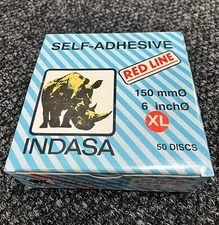 SELF-ADHESIVE
RED LINE
150 mmØ
6 inchØ
XL
INDASA
50 DISCS